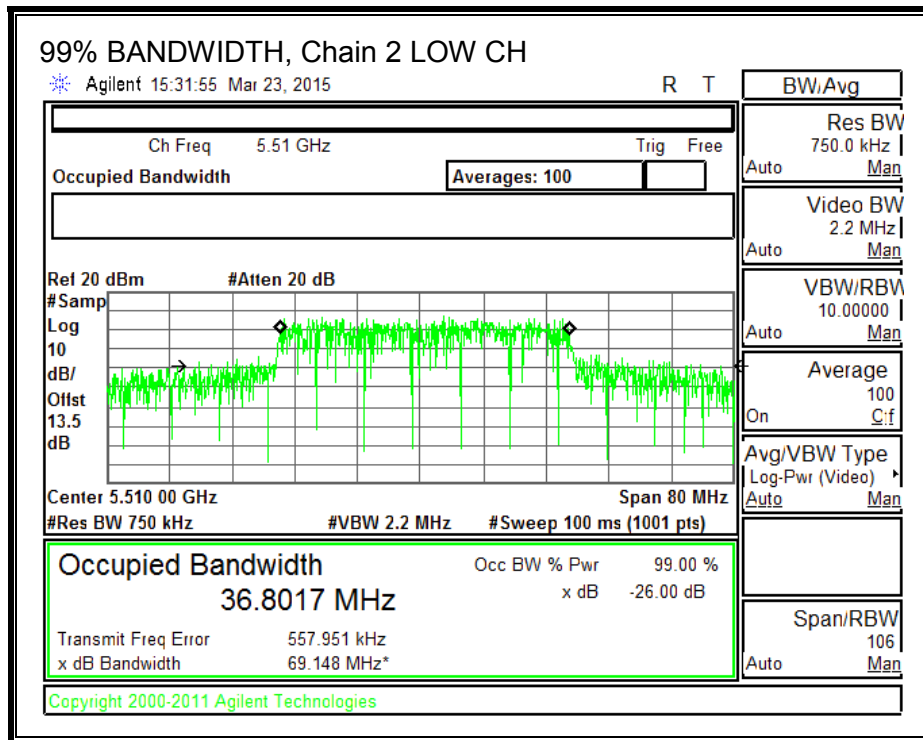 99% BANDWIDTH, Chain 2 LOW CH
Agilent 15:31:55 Mar 23, 2015 R T
Ch Freq 5.51 GHz Trig Free
Occupied Bandwidth Averages: 100
Ref 20 dBm #Atten 20 dB
#Samp
Log
10
dB/
Offst
13.5
dB
Center 5.510 00 GHz Span 80 MHz
#Res BW 750 kHz #VBW 2.2 MHz #Sweep 100 ms (1001 pts)
Occupied Bandwidth
36.8017 MHz
Occ BW % Pwr 99.00 %
x dB -26.00 dB
Transmit Freq Error 557.951 kHz
x dB Bandwidth 69.148 MHz*
Copyright 2000-2011 Agilent Technologies
BW/Avg
Res BW
750.0 kHz
Auto Man
Video BW
2.2 MHz
Auto Man
VBW/RBW
10.00000
Auto Man
Average
100
On
Avg/VBW Type
Log-Pwr (Video)
Auto Man
Span/RBW
106
Auto Man